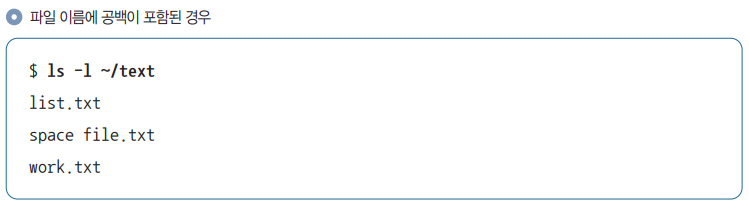 파일 이름에 공백이 포함된 경우
$ ls -l ~/text
list.txt
space file.txt
work.txt